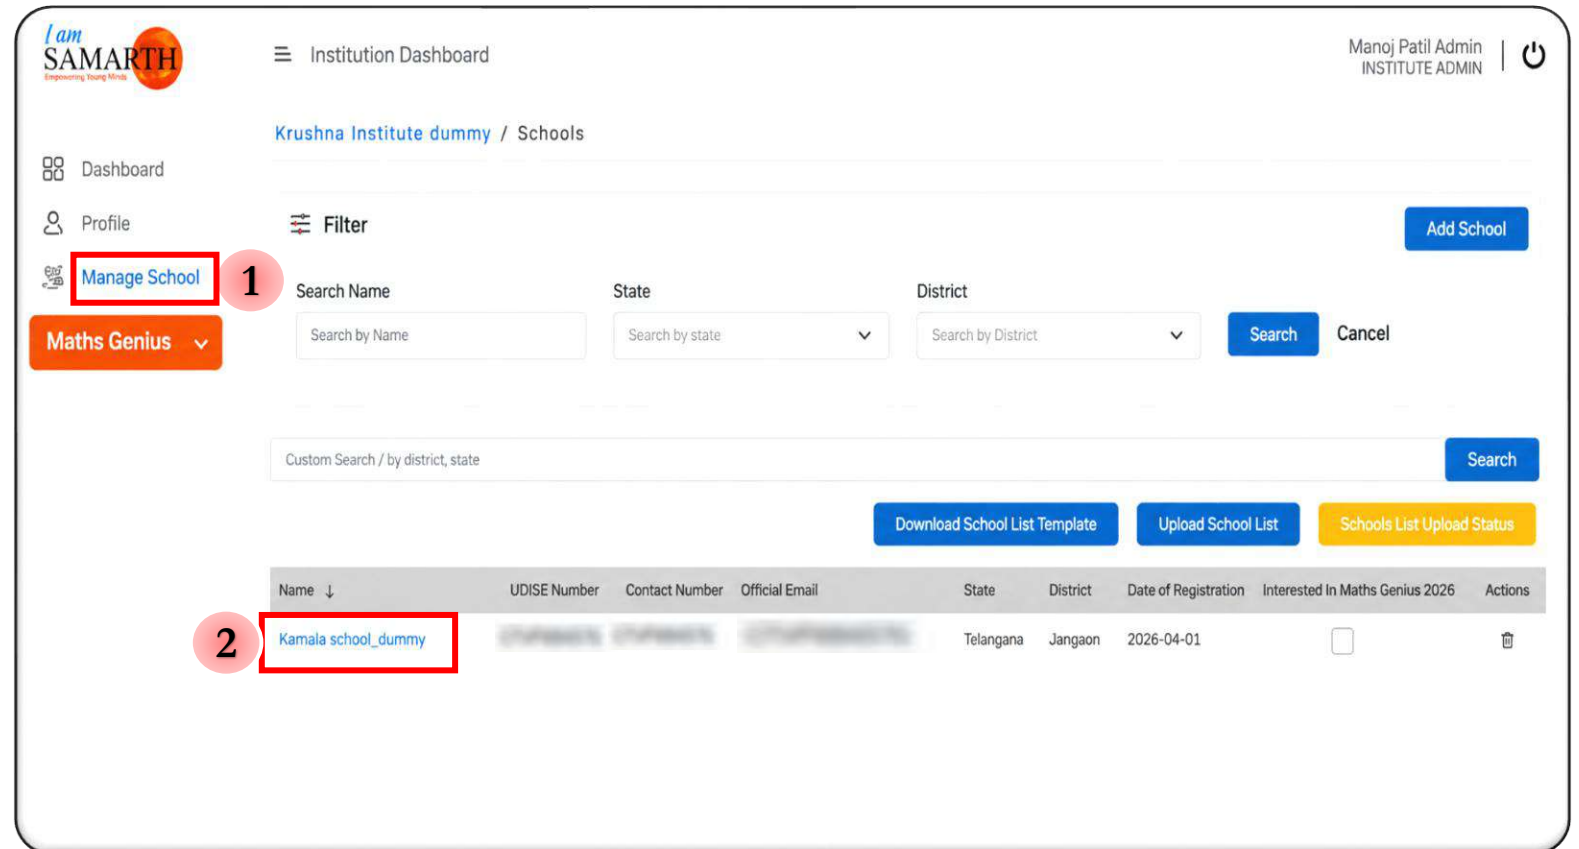 I am
SAMARTH
Empowering Young Minds
Institution Dashboard
Manoj Patil Admin
INSTITUTE ADMIN
Krushna Institute dummy / Schools
Dashboard
Profile
Manage School
1
Maths Genius
Filter
Add School
Search Name
State
District
Search by Name
Search by state
Search by District
Search
Cancel
Custom Search / by district, state
Search
Download School List Template
Upload School List
Schools List Upload Status
Name ↓ UDISE Number Contact Number Official Email State District Date of Registration Interested In Maths Genius 2026 Actions
2
Kamala school_dummy Telangana Jangaon 2026-04-01